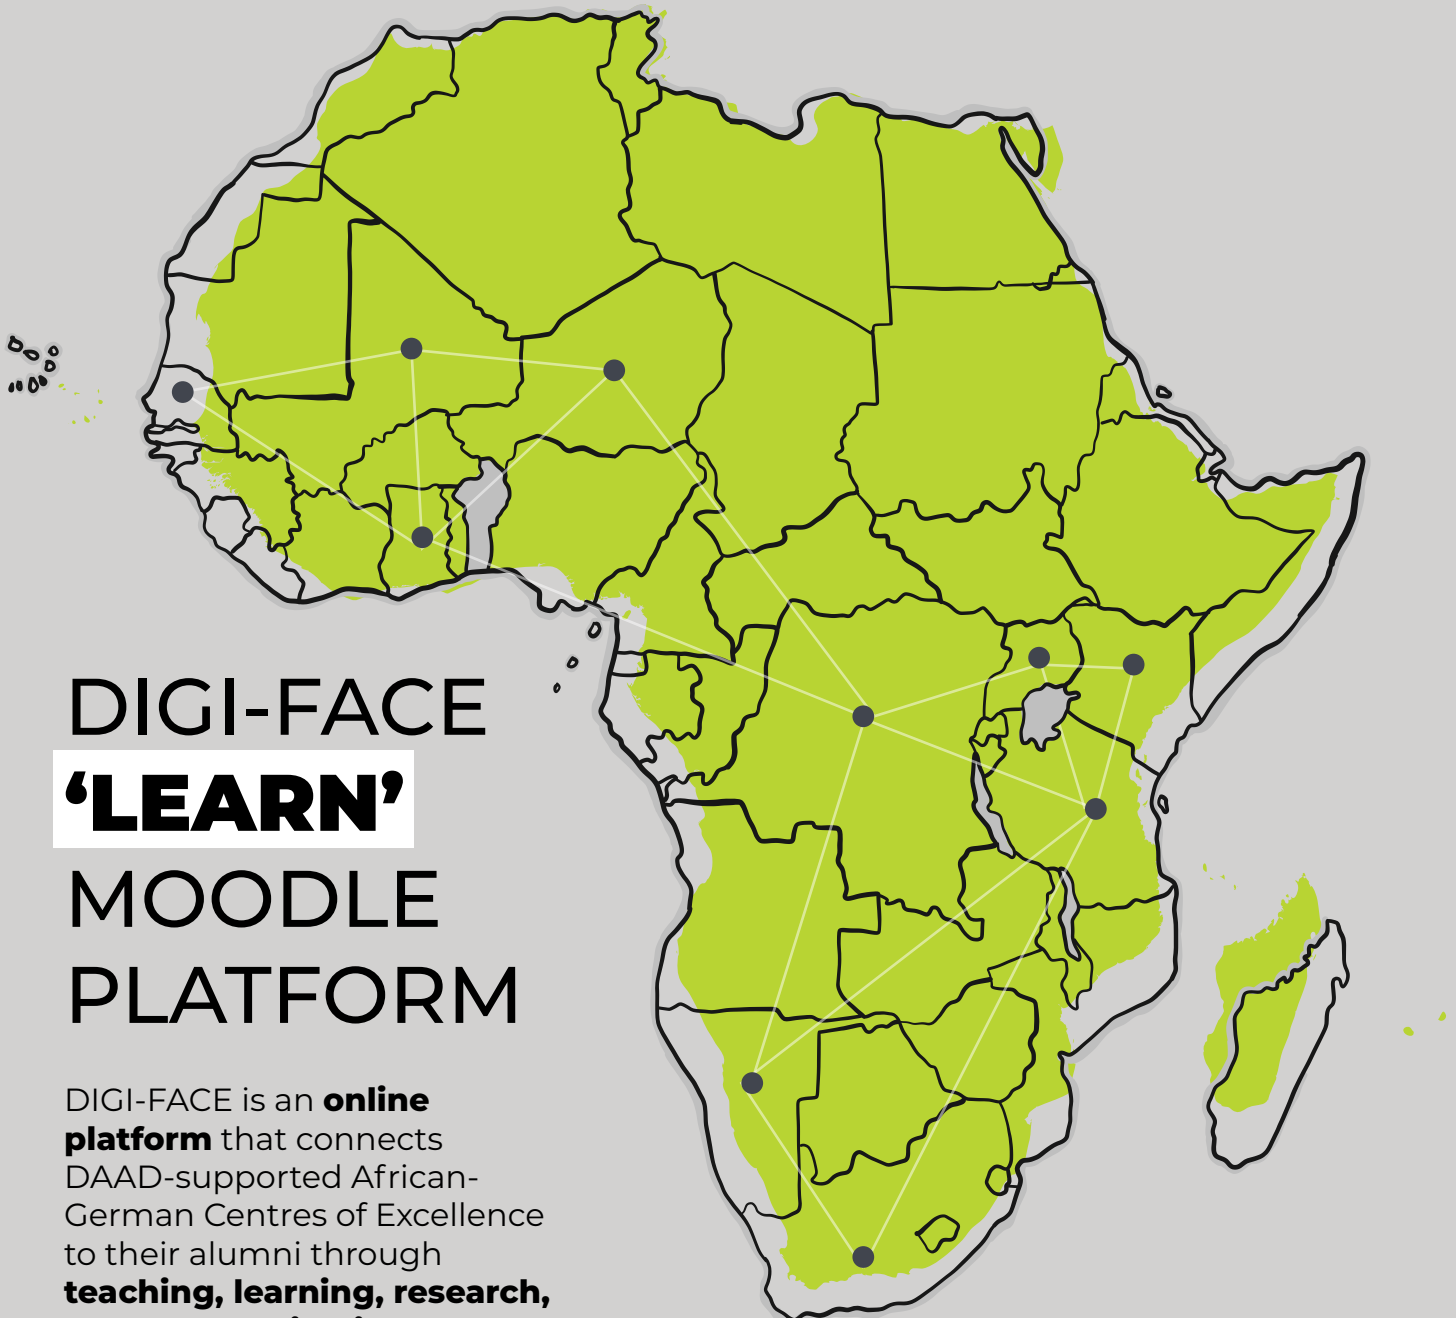 DIGI-FACE
‘LEARN’
MOODLE
PLATFORM
DIGI-FACE is an online
platform that connects
DAAD-supported African-
German Centres of Excellence
to their alumni through
teaching, learning, research,